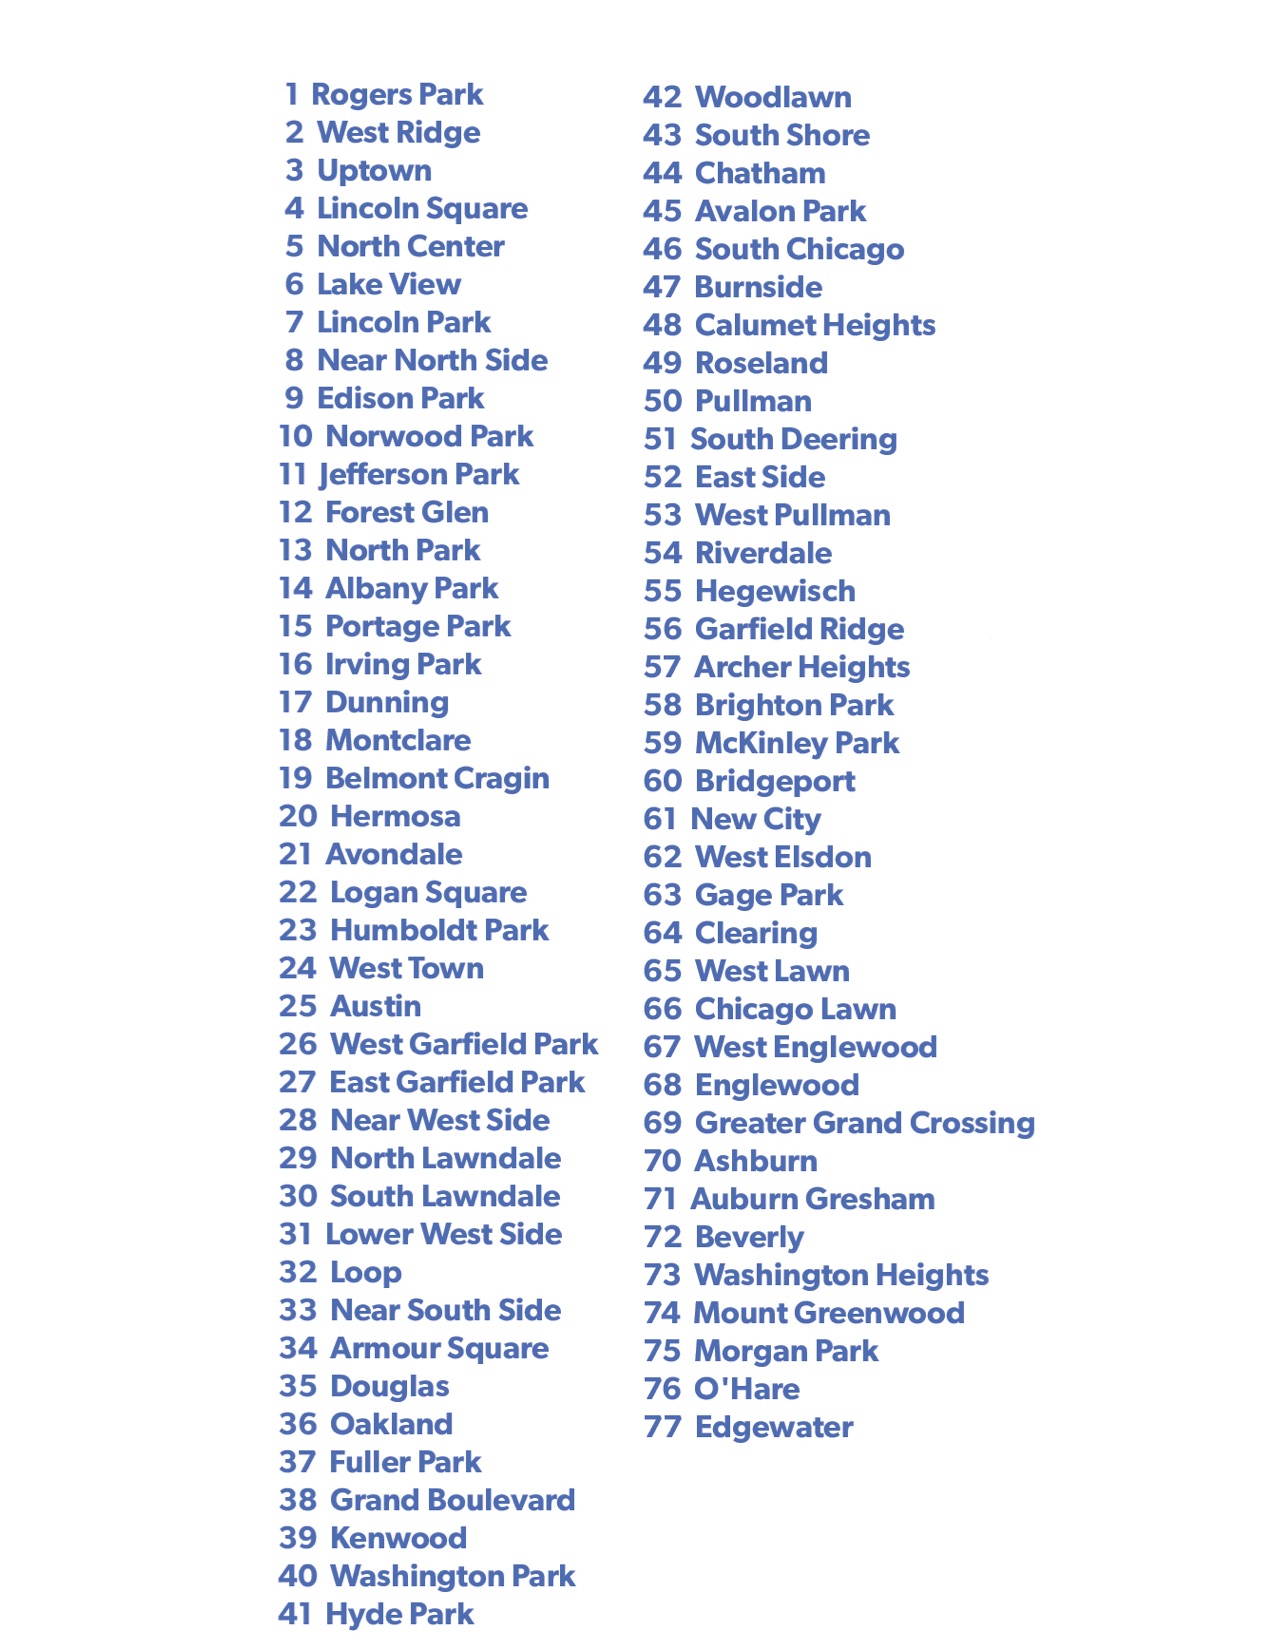 1 Rogers Park
2 West Ridge
3 Uptown
4 Lincoln Square
5 North Center
6 Lake View
7 Lincoln Park
8 Near North Side
9 Edison Park
10 Norwood Park
11 Jefferson Park
12 Forest Glen
13 North Park
14 Albany Park
15 Portage Park
16 Irving Park
17 Dunning
18 Montclare
19 Belmont Cragin
20 Hermosa
21 Avondale
22 Logan Square
23 Humboldt Park
24 West Town
25 Austin
26 West Garfield Park
27 East Garfield Park
28 Near West Side
29 North Lawndale
30 South Lawndale
31 Lower West Side
32 Loop
33 Near South Side
34 Armour Square
35 Douglas
36 Oakland
37 Fuller Park
38 Grand Boulevard
39 Kenwood
40 Washington Park
41 Hyde Park
42 Woodlawn
43 South Shore
44 Chatham
45 Avalon Park
46 South Chicago
47 Burnside
48 Calumet Heights
49 Roseland
50 Pullman
51 South Deering
52 East Side
53 West Pullman
54 Riverdale
55 Hegewisch
56 Garfield Ridge
57 Archer Heights
58 Brighton Park
59 McKinley Park
60 Bridgeport
61 New City
62 West Elsdon
63 Gage Park
64 Clearing
65 West Lawn
66 Chicago Lawn
67 West Englewood
68 Englewood
69 Greater Grand Crossing
70 Ashburn
71 Auburn Gresham
72 Beverly
73 Washington Heights
74 Mount Greenwood
75 Morgan Park
76 O'Hare
77 Edgewater